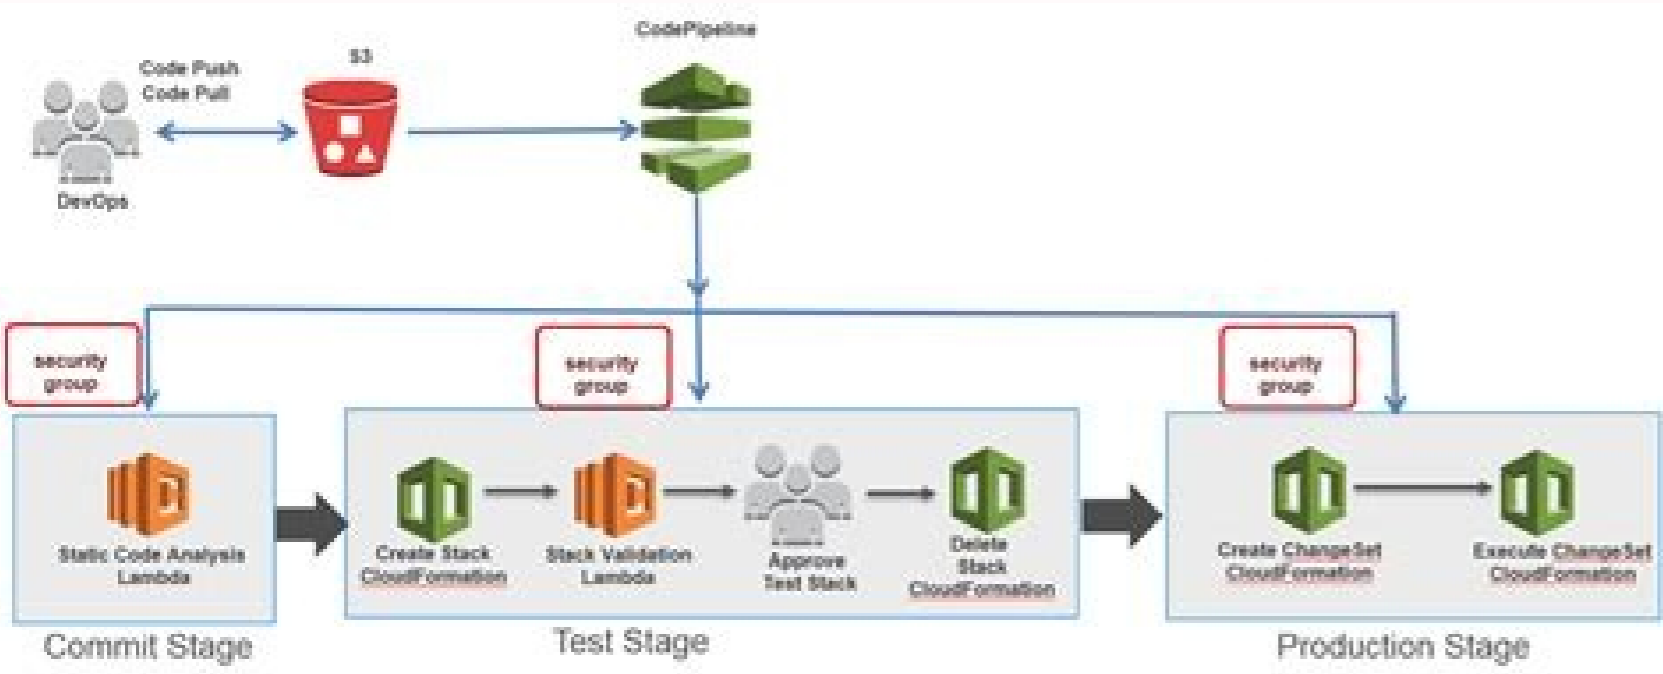 CodePipeline
S3
Code Push
Code Pull
DevOps
security
group
security
group
security
group
Static Code Analysis
Lambda
Create Stack
CloudFormation
Stack Validation
Lambda
Approve
Test Stack
Delete
Stack
CloudFormation
Create ChangeSet
CloudFormation
Execute ChangeSet
CloudFormation
Commit Stage
Test Stage
Production Stage